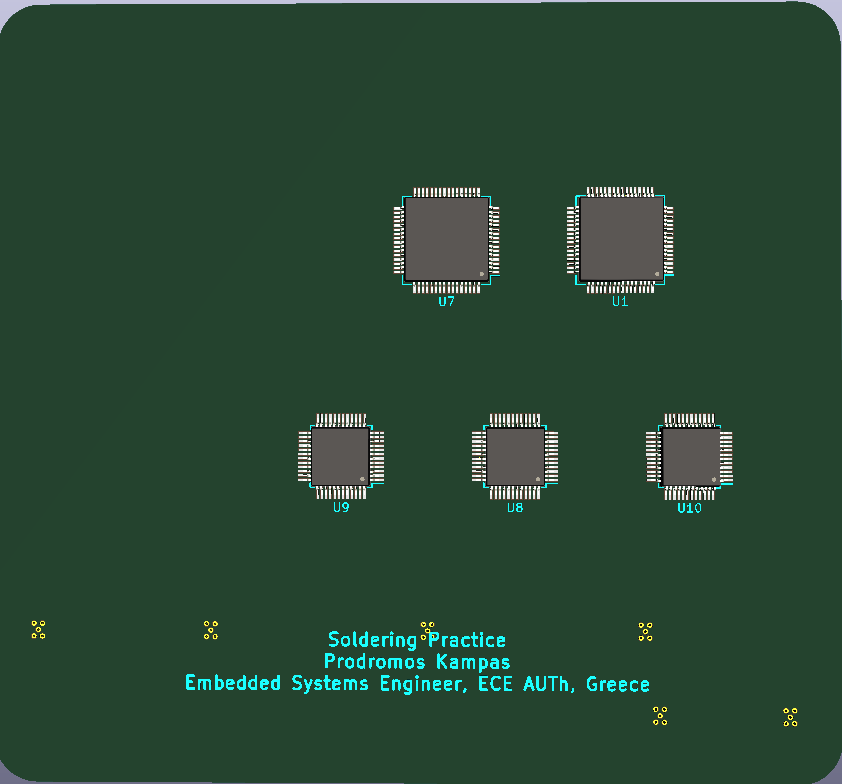 U7 U1
U9 U8 U10
Soldering Practice
Prodromos Kampas
Embedded Systems Engineer, ECE AUTh, Greece